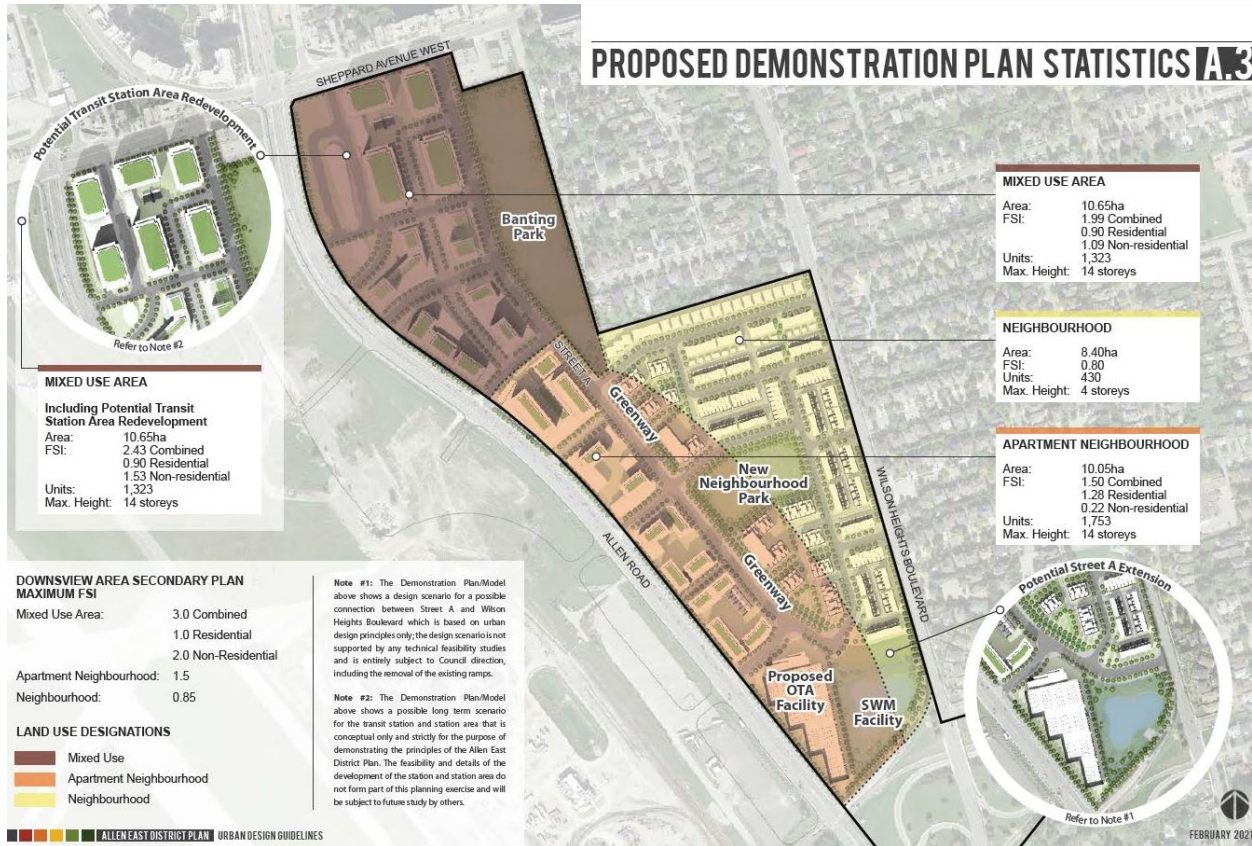 PROPOSED DEMONSTRATION PLAN STATISTICS A.3
SHEPPARD AVENUE WEST
Potential Transit Station Area Redevelopment
Refer to Note #2
Banting
Park
STREET A
Greenway
New
Neighbourhood
Park
Greenway
WILSON HEIGHTS BOULEVARD
ALLEN ROAD
Proposed
OTA
Facility
SWM
Facility
MIXED USE AREA
Area: 10.65ha
FSI: 1.99 Combined
0.90 Residential
1.09 Non-residential
Units: 1,323
Max. Height: 14 storeys
NEIGHBOURHOOD
Area: 8.40ha
FSI: 0.80
Units: 430
Max. Height: 4 storeys
APARTMENT NEIGHBOURHOOD
Area: 10.05ha
FSI: 1.50 Combined
1.28 Residential
0.22 Non-residential
Units: 1,753
Max. Height: 14 storeys
Potential Street A Extension
Refer to Note #1
MIXED USE AREA
Including Potential Transit
Station Area Redevelopment
Area: 10.65ha
FSI: 2.43 Combined
0.90 Residential
1.53 Non-residential
Units: 1,323
Max. Height: 14 storeys
DOWNSVIEW AREA SECONDARY PLAN
MAXIMUM FSI
Mixed Use Area: 3.0 Combined
1.0 Residential
2.0 Non-Residential
Apartment Neighbourhood: 1.5
Neighbourhood: 0.85
LAND USE DESIGNATIONS
Mixed Use
Apartment Neighbourhood
Neighbourhood
Note #1: The Demonstration Plan/Model
above shows a design scenario for a possible
connection between Street A and Wilson
Heights Boulevard which is based on urban
design principles only; the design scenario is not
supported by any technical feasibility studies
and is entirely subject to Council direction,
including the removal of the existing ramps.
Note #2: The Demonstration Plan/Model
above shows a possible long term scenario
for the transit station and station area that is
conceptual only and strictly for the purpose of
demonstrating the principles of the Allen East
District Plan. The feasibility and details of the
development of the station and station area do
not form part of this planning exercise and will
be subject to future study by others.
ALLEN EAST DISTRICT PLAN URBAN DESIGN GUIDELINES
FEBRUARY 2021